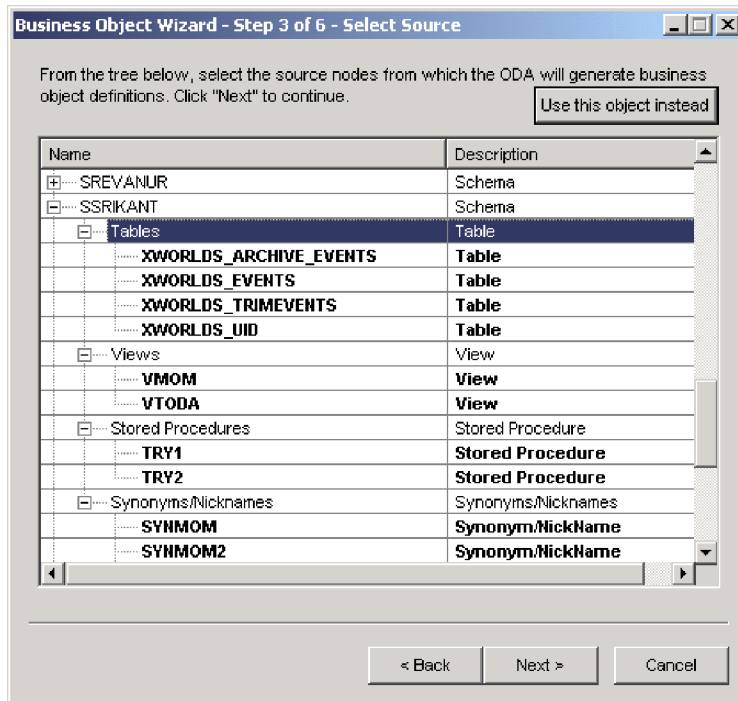 Business Object Wizard - Step 3 of 6 - Select Source
From the tree below, select the source nodes from which the ODA will generate business
object definitions. Click "Next" to continue.
Use this object instead
Name Description
SREVANUR Schema
SSRIKANT Schema
Tables Table
XWORLDS_ARCHIVE_EVENTS Table
XWORLDS_EVENTS Table
XWORLDS_TRIMEVENTS Table
XWORLDS_UID Table
Views View
VMOM View
VTODA View
Stored Procedures Stored Procedure
TRY1 Stored Procedure
TRY2 Stored Procedure
Synonyms/Nicknames Synonyms/Nicknames
SYNMOM Synonym/NickName
SYNMOM2 Synonym/NickName
< Back Next > Cancel